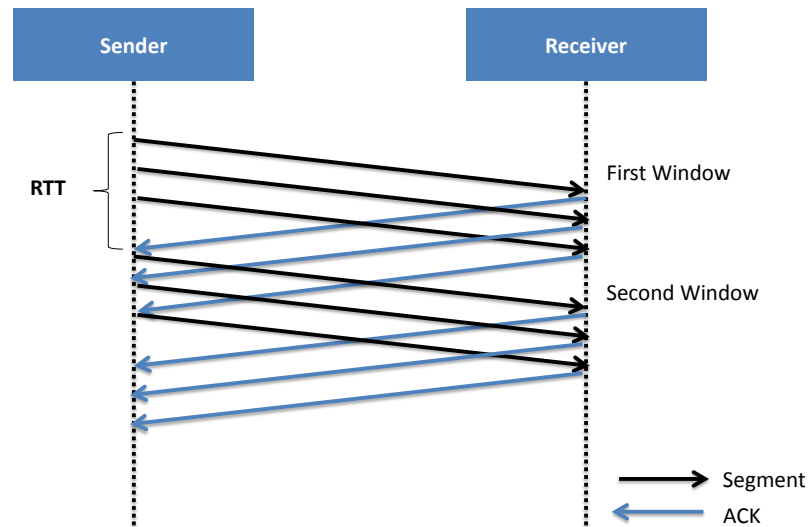 Sender
Receiver
RTT
First Window
Second Window
Segment
ACK